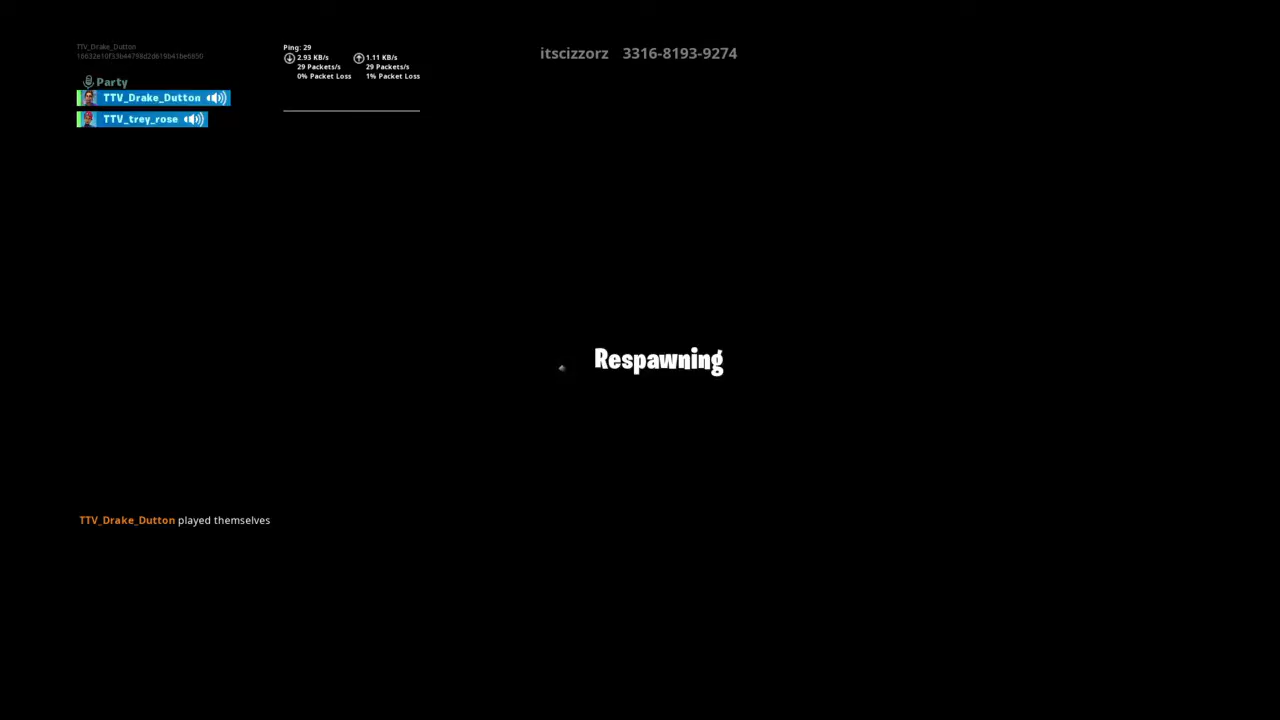 TTV_Drake_Dutton
Ping: 29
2.93 KB/s 1.11 KB/s
29 Packets/s 29 Packets/s
0% Packet Loss 1% Packet Loss
itscizzorz 3316-8193-9274
Party
TTV_Drake_Dutton
TTV_trey_rose
Respawning
TTV_Drake_Dutton played themselves